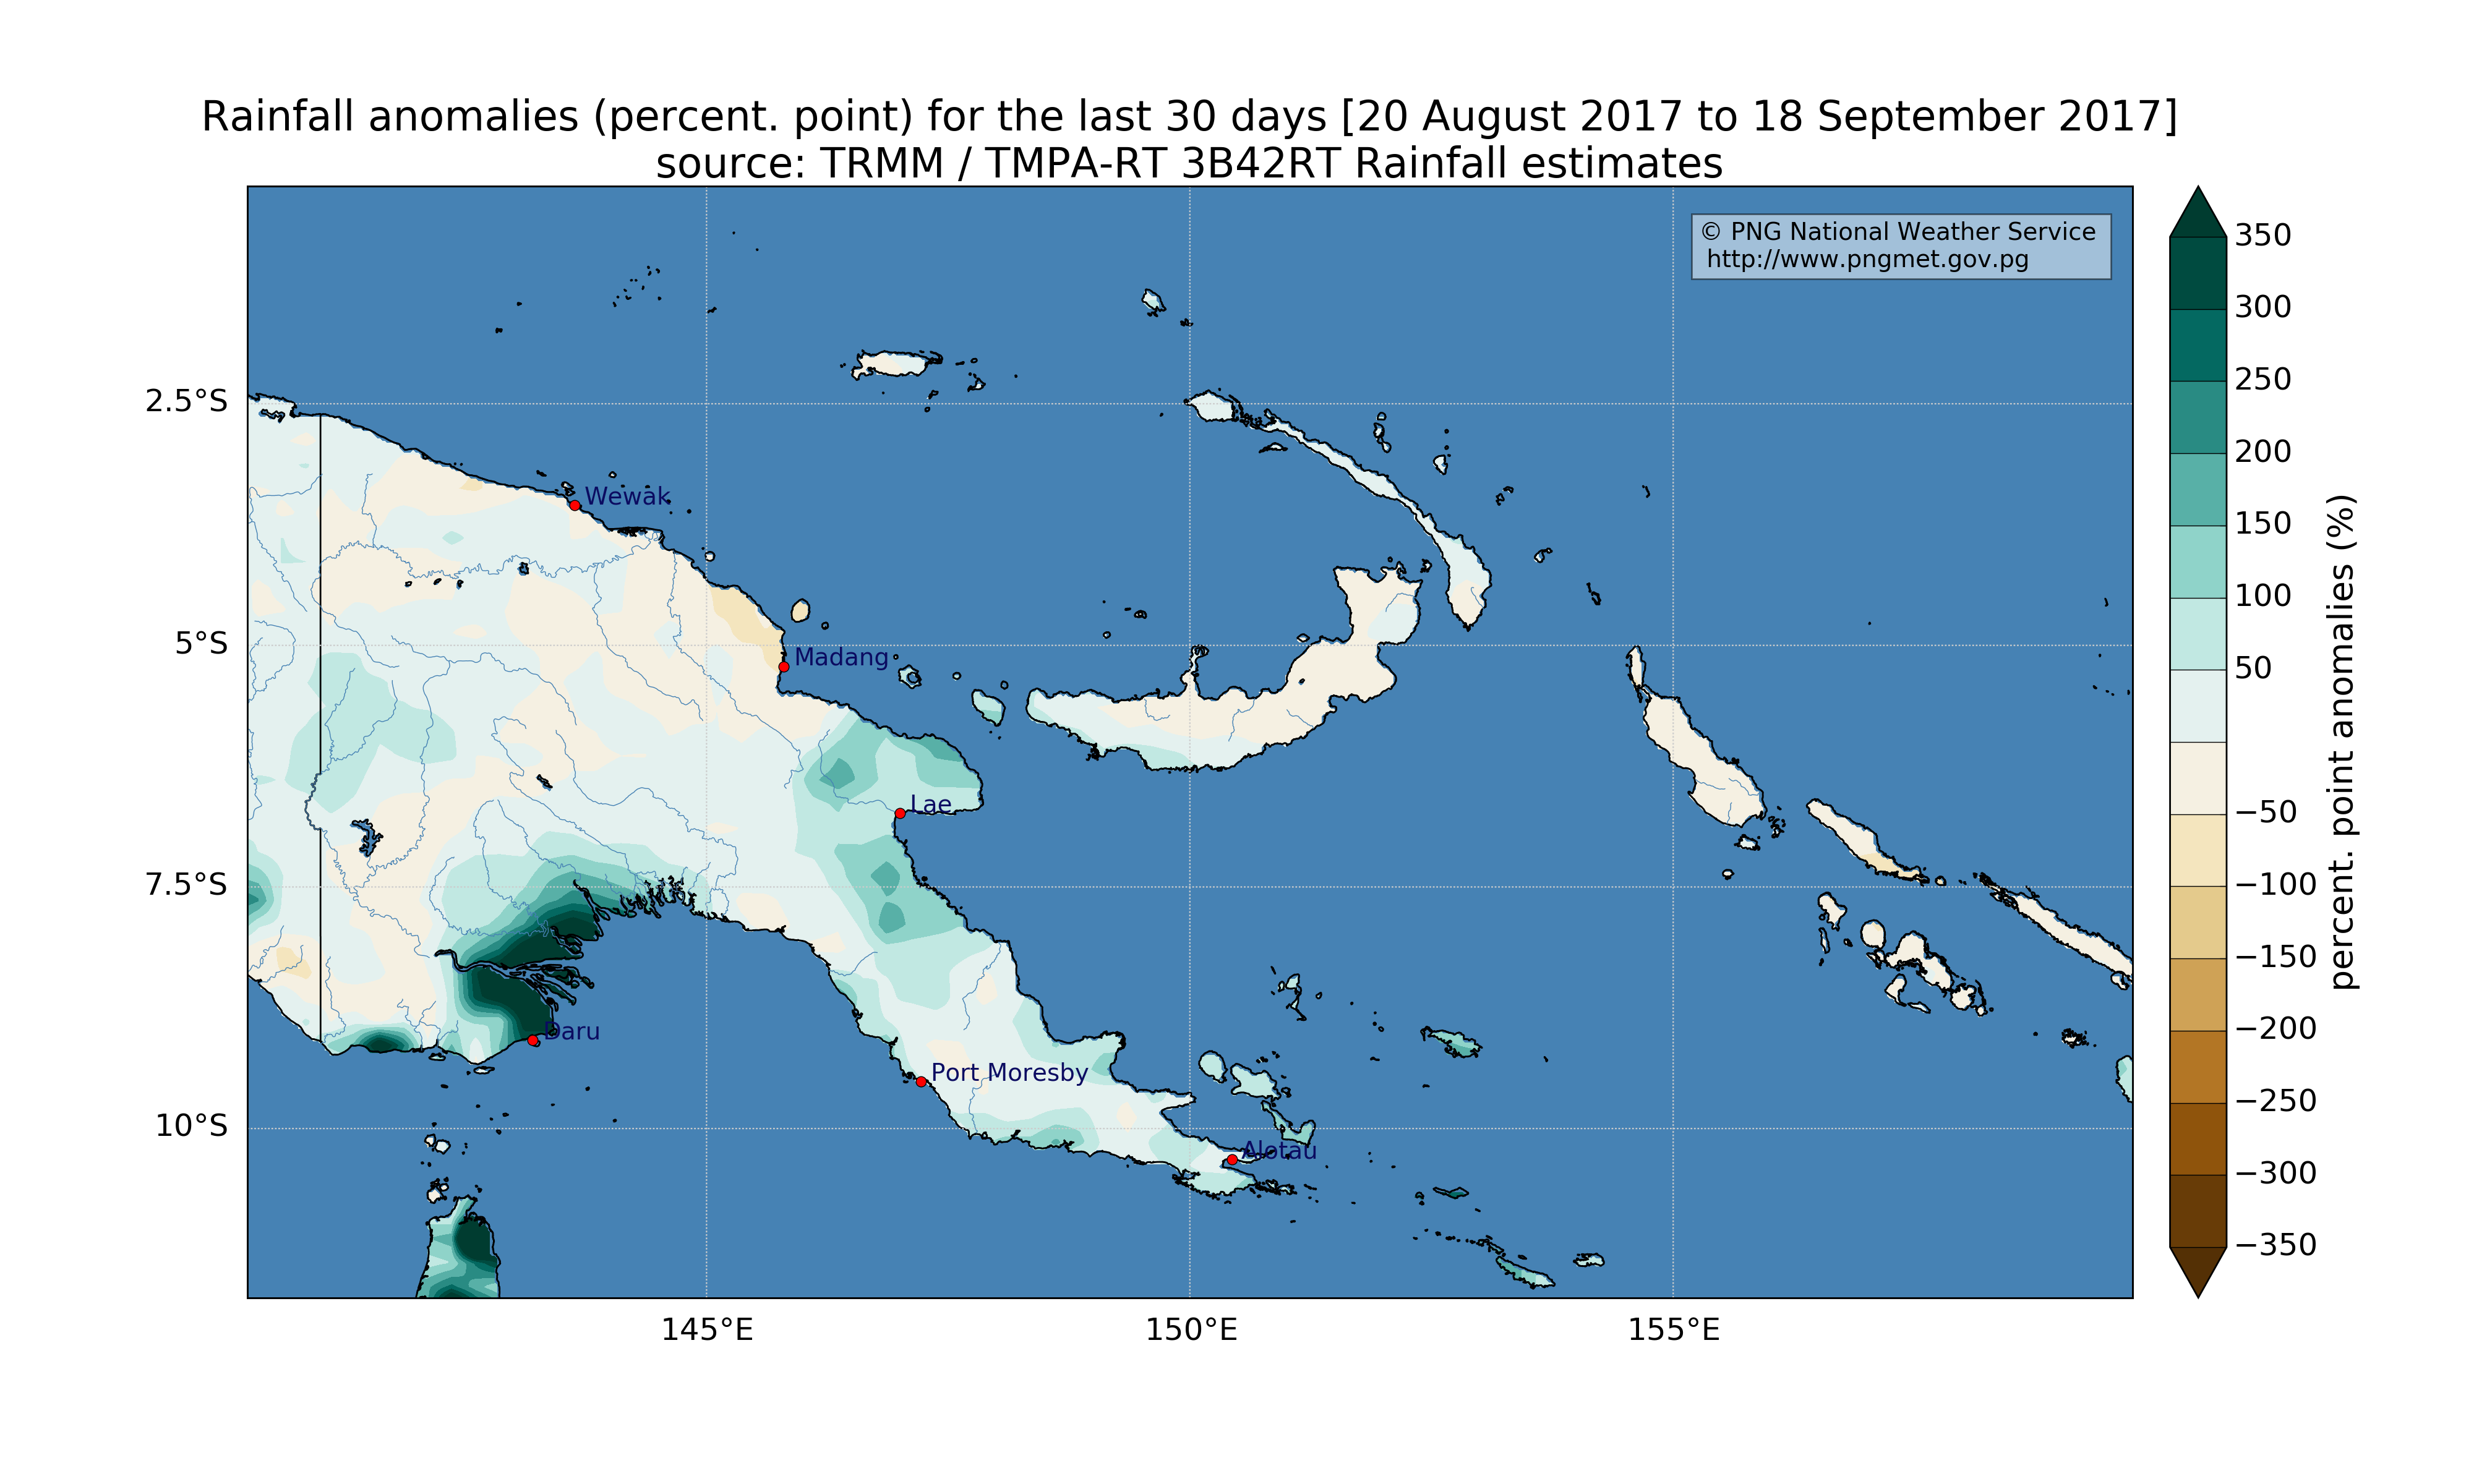 Rainfall anomalies (percent. point) for the last 30 days [20 August 2017 to 18 September 2017]
source: TRMM / TMPA-RT 3B42RT Rainfall estimates
© PNG National Weather Service
http://www.pngmet.gov.pg
2.5°S
5°S
7.5°S
10°S
Wewak
Madang
Lae
Daru
Port Moresby
Alotau
145°E
150°E
155°E
350
300
250
200
150
100
50
−50
−100
−150
−200
−250
−300
−350
percent. point anomalies (%)